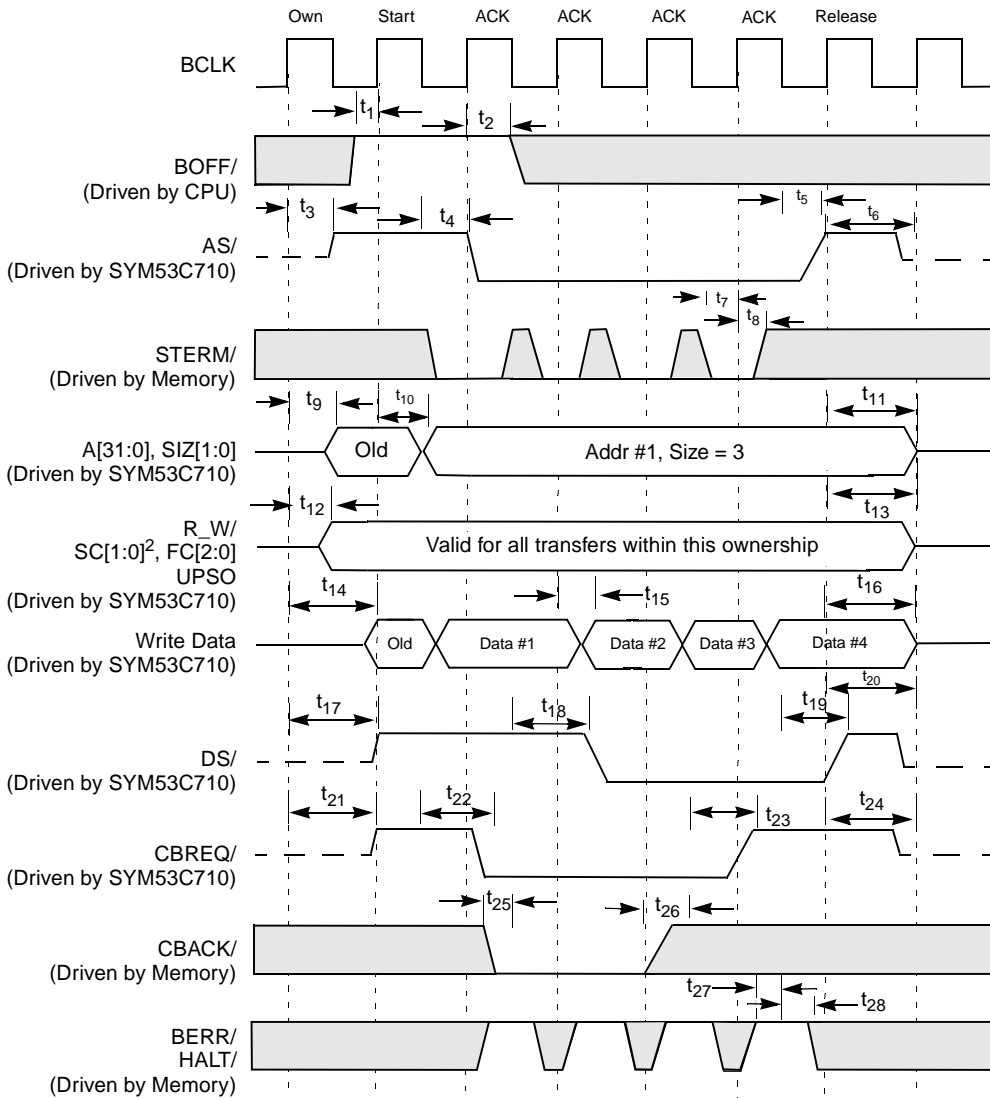 Own Start ACK ACK ACK ACK Release
BCLK
t1 t2
BOFF/
(Driven by CPU)
t3 t4 t5 t6
AS/
(Driven by SYM53C710)
t7
t8
STERM/
(Driven by Memory)
t9 t10 t11
A[31:0], SIZ[1:0]
(Driven by SYM53C710)
Old Addr #1, Size = 3
t12 t13
R_W/
SC[1:0]2, FC[2:0]
UPSO
(Driven by SYM53C710)
Valid for all transfers within this ownership
t14 t15 t16
Write Data
(Driven by SYM53C710)
Old Data #1 Data #2 Data #3 Data #4
t17 t18 t19 t20
DS/
(Driven by SYM53C710)
t21 t22 t23 t24
CBREQ/
(Driven by SYM53C710)
t25 t26
CBACK/
(Driven by Memory)
t27 t28
BERR/
HALT/
(Driven by Memory)